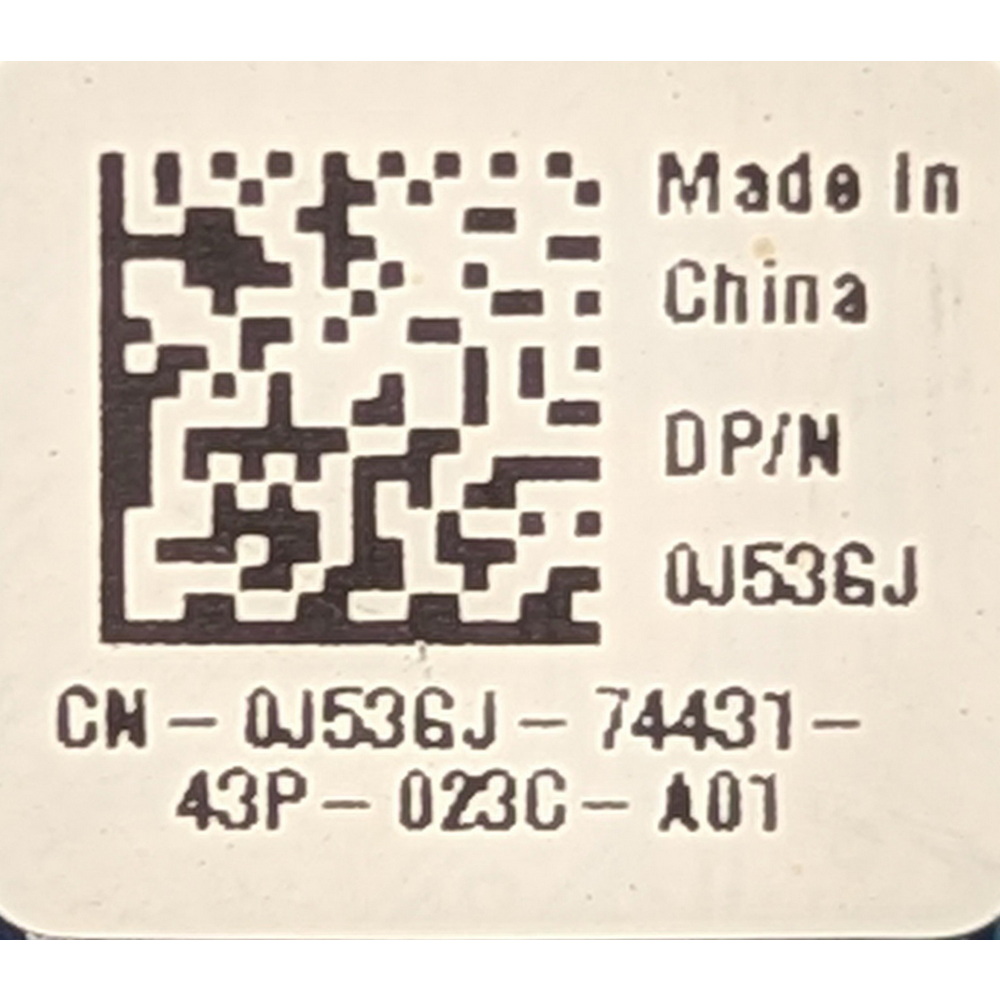 Made in
China
DP/N
0J536J
CN-0J536J-74431-
43P-023C-A01